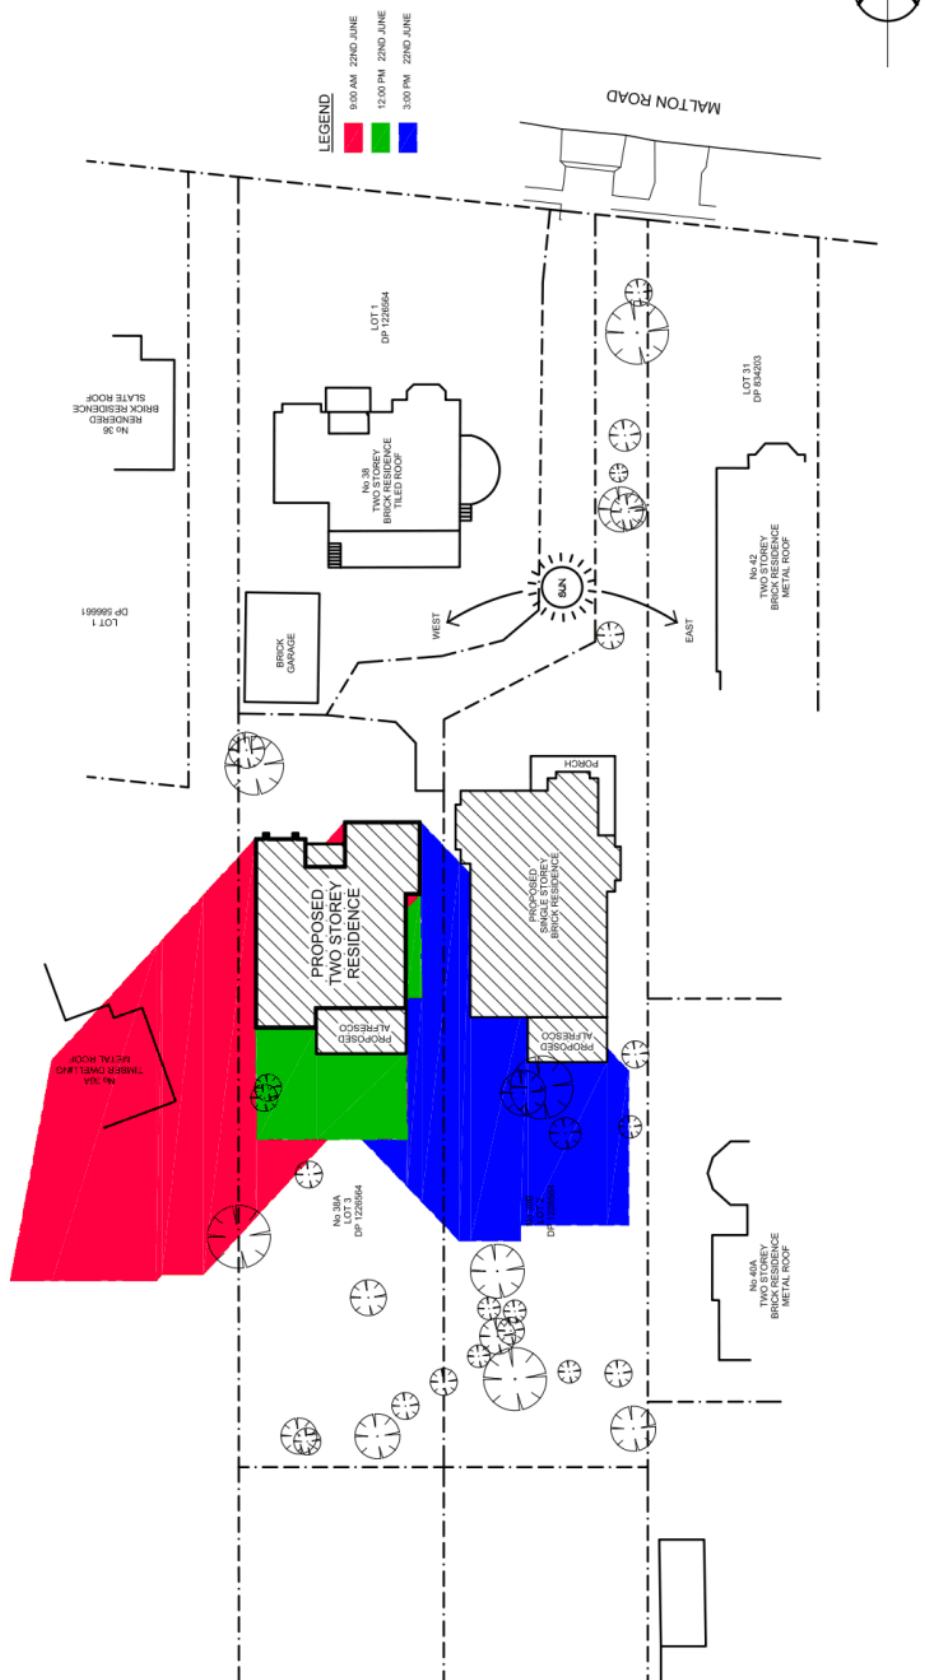 LEGEND
9:00 AM 22ND JUNE
12:00 PM 22ND JUNE
3:00 PM 22ND JUNE
MALTON ROAD
No 36
RENDERED
BRICK RESIDENCE
SLATE ROOF
LOT 1
DP 1226564
LOT 31
DP 834203
No 38
TWO STOREY
BRICK RESIDENCE
TILED ROOF
No 42
TWO STOREY
BRICK RESIDENCE
METAL ROOF
LOT 1
DP 586661
BRICK
GARAGE
WEST
SUN
EAST
PORCH
PROPOSED
TWO STOREY
RESIDENCE
PROPOSED
SINGLE STOREY
BRICK RESIDENCE
PROPOSED
ALFRESCO
PROPOSED
ALFRESCO
TIMBER DWELLING
METAL ROOF
No 38A
LOT 3
DP 1226564
LOT 2
No 40A
TWO STOREY
BRICK RESIDENCE
METAL ROOF